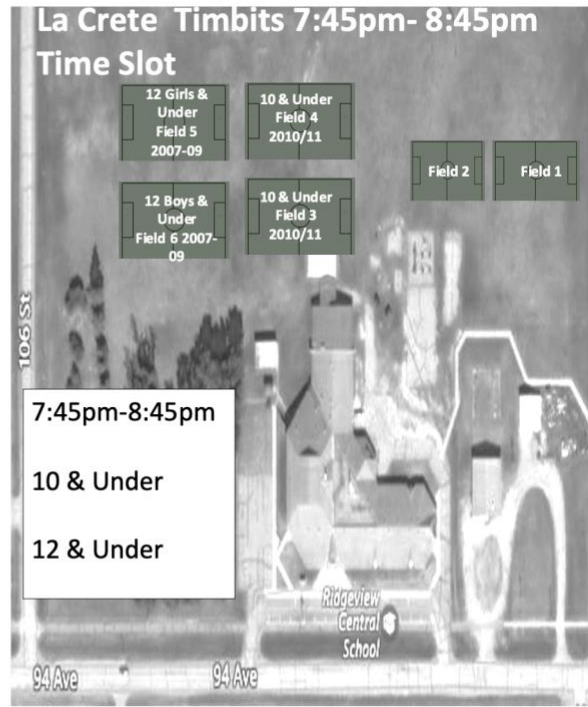 La Crete Timbits 7:45pm- 8:45pm
Time Slot
12 Girls &
Under
Field 5
2007-09
10 & Under
Field 4
2010/11
Field 2
Field 1
12 Boys &
Under
Field 6 2007-
09
10 & Under
Field 3
2010/11
106 St
7:45pm-8:45pm
10 & Under
12 & Under
Ridgeview
Central
School
94 Ave
94 Ave